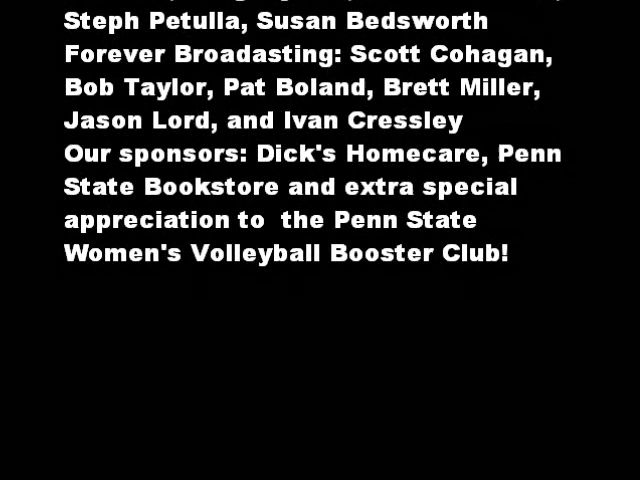 Steph Petulla, Susan Bedsworth
Forever Broadasting: Scott Cohagan,
Bob Taylor, Pat Boland, Brett Miller,
Jason Lord, and Ivan Cressley
Our sponsors: Dick's Homecare, Penn
State Bookstore and extra special
appreciation to  the Penn State
Women's Volleyball Booster Club!